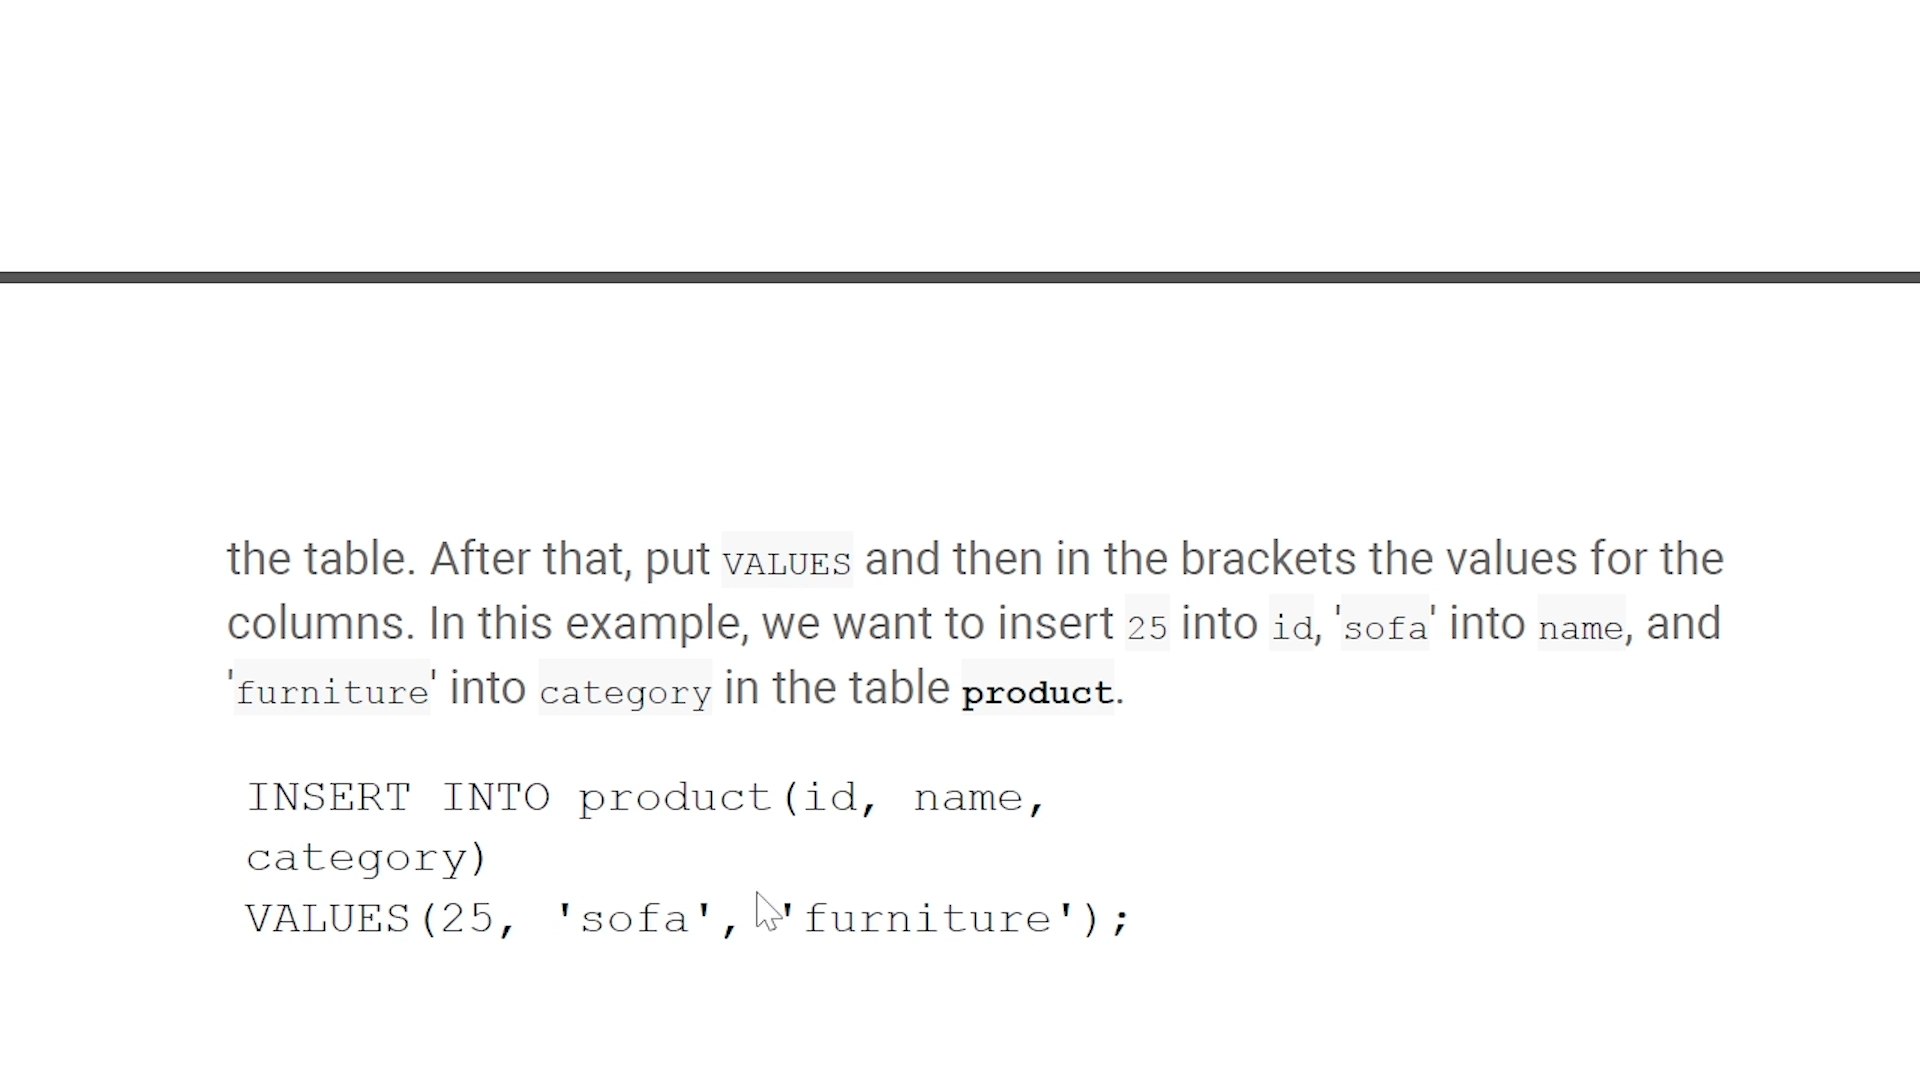 the table. After that, put VALUES and then in the brackets the values for the
columns. In this example, we want to insert 25 into id, 'sofa' into name, and
'furniture' into category in the table product.
INSERT INTO product(id, name,
category)
VALUES(25, 'sofa', 'furniture');